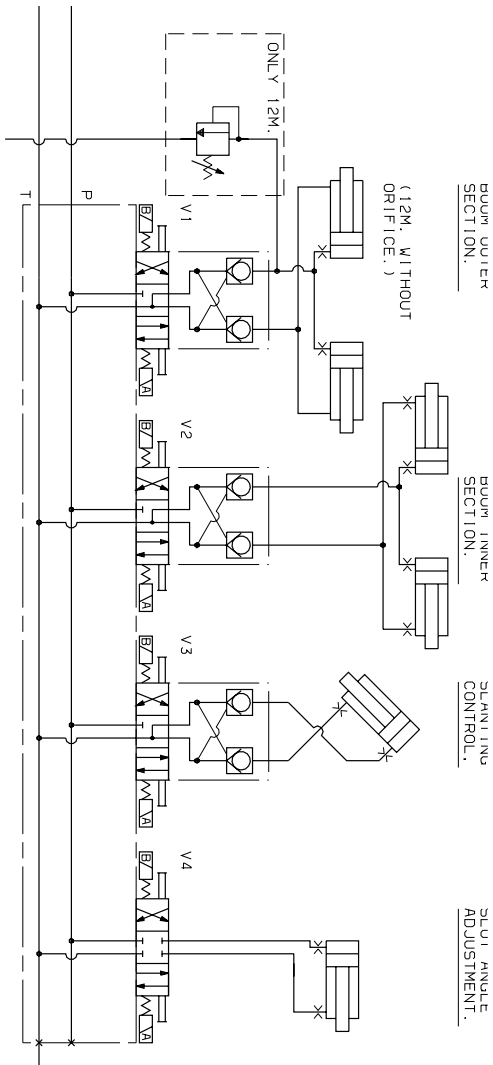 BOOM OUTER
SECTION.
BOOM INNER
SECTION.
SLANTING
CONTROL.
SLOT ANGLE
ADJUSTMENT.
(12M. WITHOUT
ORIFICE.)
ONLY 12M.
V1
V2
V3
V4
B
A
B
A
B
A
B
A
P
T